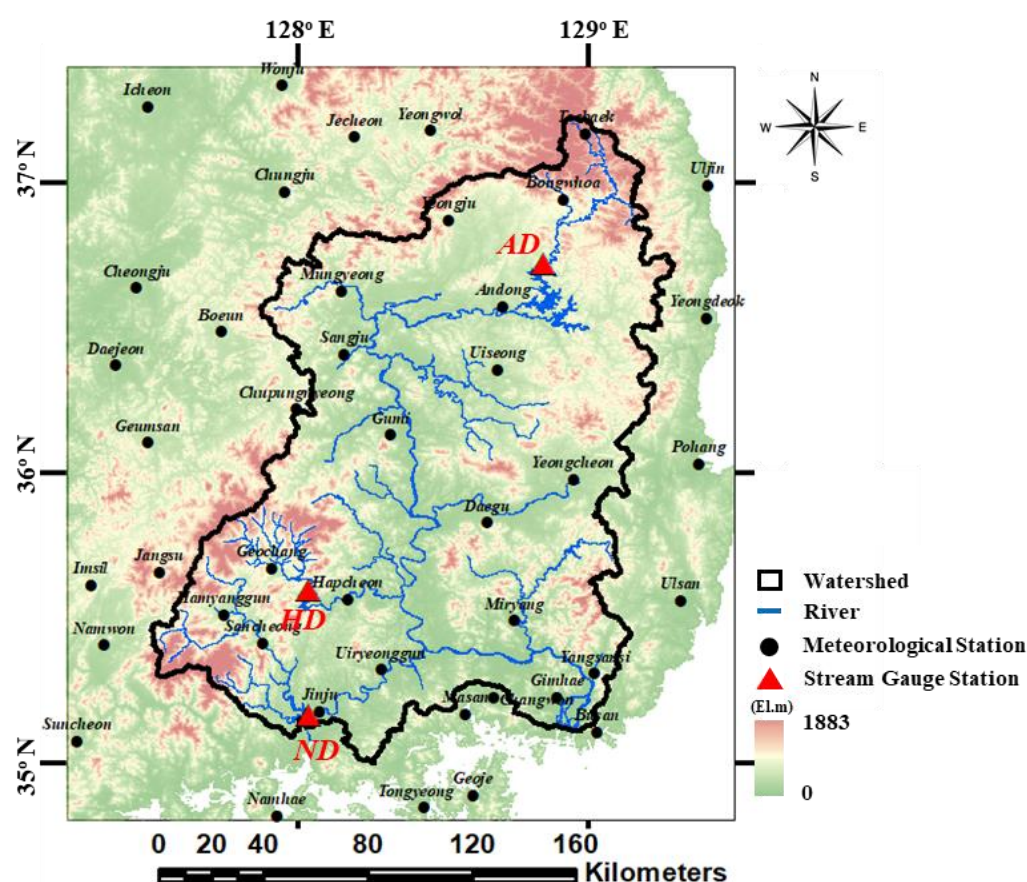 128° E 129° E
Wonju
Icheon
Jecheon
Yeongwol
Taebaek
N
W E
S
37° N
Chungju
Uljin
Bongwhoa
Yeongju
AD
Cheongju
Mungyeong
Andong
Yeongdeok
Boeun
Sangju
Daejeon
Uiseong
Chupungnyeong
Geumsan
Gumi
Pohang
36° N
Yeongcheon
Daegu
Jangsu
Geochang
Imsil
Hapcheon
Ulsan
Hamyanggun
HD
Miryang
Namwon
Sancheong
Uiryeonggun
Yangsansi
Gimhae
Jinju
Masan
Changwon
Busan
Suncheon
ND
35° N
Geoje
Tongyeong
Namhae
Watershed
River
Meteorological Station
Stream Gauge Station
(El.m)
1883
0
0 20 40 80 120 160
Kilometers